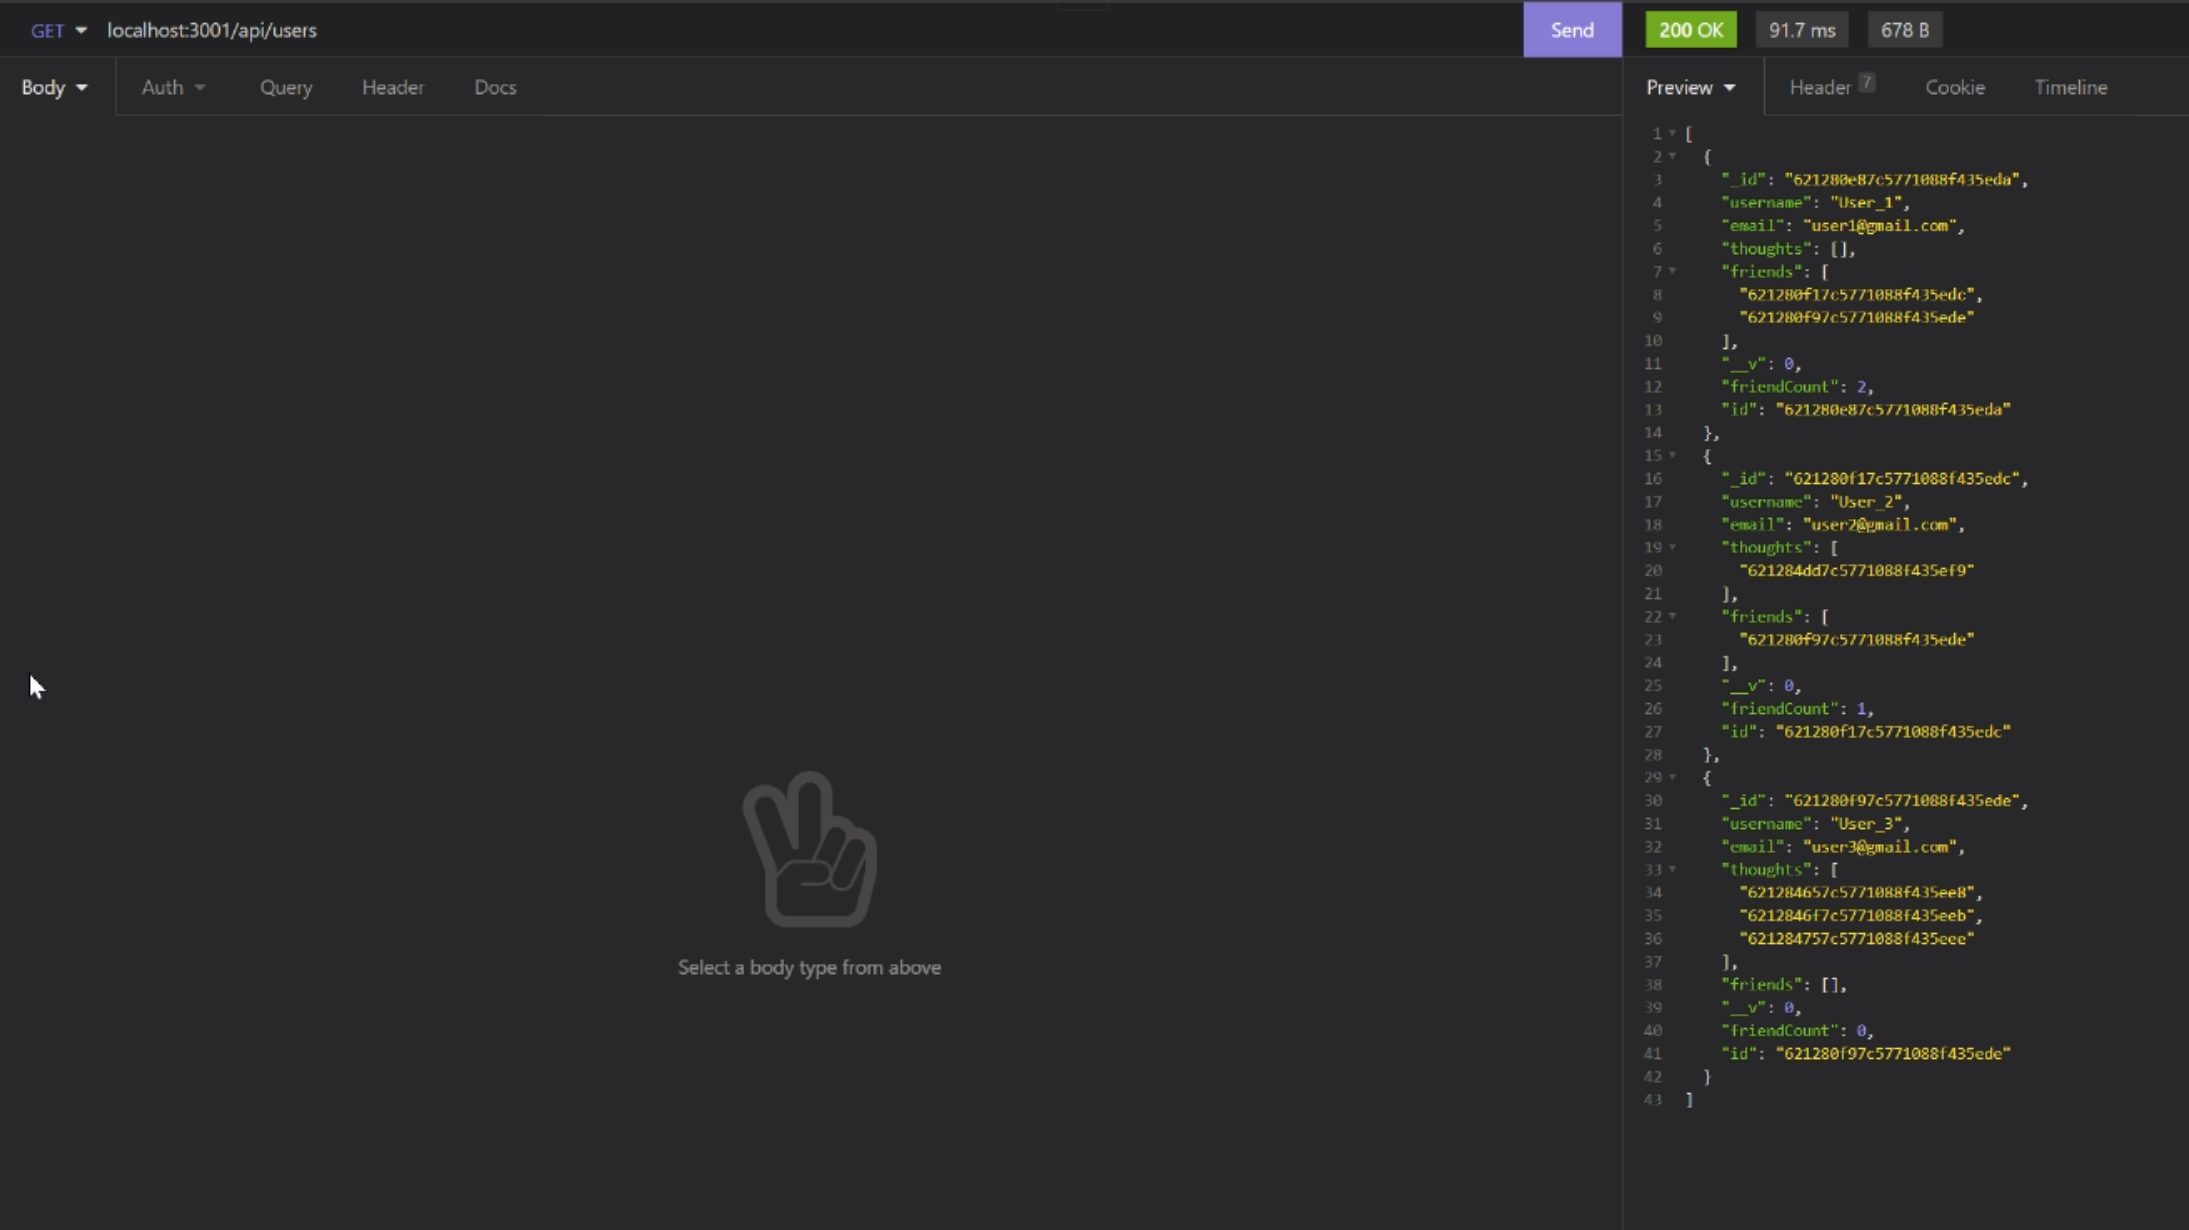 GET localhost:3001/api/users Send 200 OK 91.7 ms 678 B
Body Auth Query Header Docs Preview Header 7 Cookie Timeline
1 [
2 {
3 "_id": "621280e87c5771088f435eda",
4 "username": "User_1",
5 "email": "user1@gmail.com",
6 "thoughts": [],
7 "friends": [
8 "621280f17c5771088f435edc",
9 "621280f97c5771088f435ede"
10 ],
11 "__v": 0,
12 "friendCount": 2,
13 "id": "621280e87c5771088f435eda"
14 },
15 {
16 "_id": "621280f17c5771088f435edc",
17 "username": "User_2",
18 "email": "user2@gmail.com",
19 "thoughts": [
20 "621284dd7c5771088f435ef9"
21 ],
22 "friends": [
23 "621280f97c5771088f435ede"
24 ],
25 "__v": 0,
26 "friendCount": 1,
27 "id": "621280f17c5771088f435edc"
28 },
29 {
30 "_id": "621280f97c5771088f435ede",
31 "username": "User_3",
32 "email": "user3@gmail.com",
33 "thoughts": [
34 "621284657c5771088f435ee8",
35 "6212846f7c5771088f435eeb",
36 "621284757c5771088f435eee"
37 ],
38 "friends": [],
39 "__v": 0,
40 "friendCount": 0,
41 "id": "621280f97c5771088f435ede"
42 }
43 ]
Select a body type from above